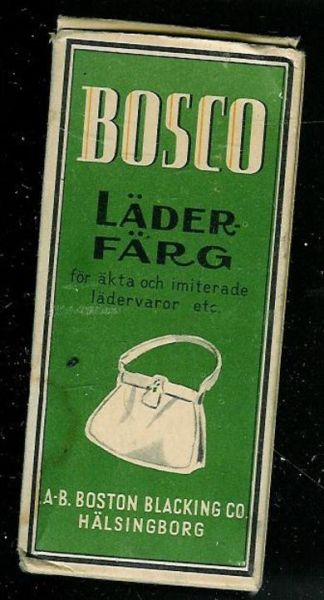 BOSCO
LÄDER-
FÄRG
för äkta och imiterade
lädervaror etc.
A-B. BOSTON BLACKING CO.
HÄLSINGBORG